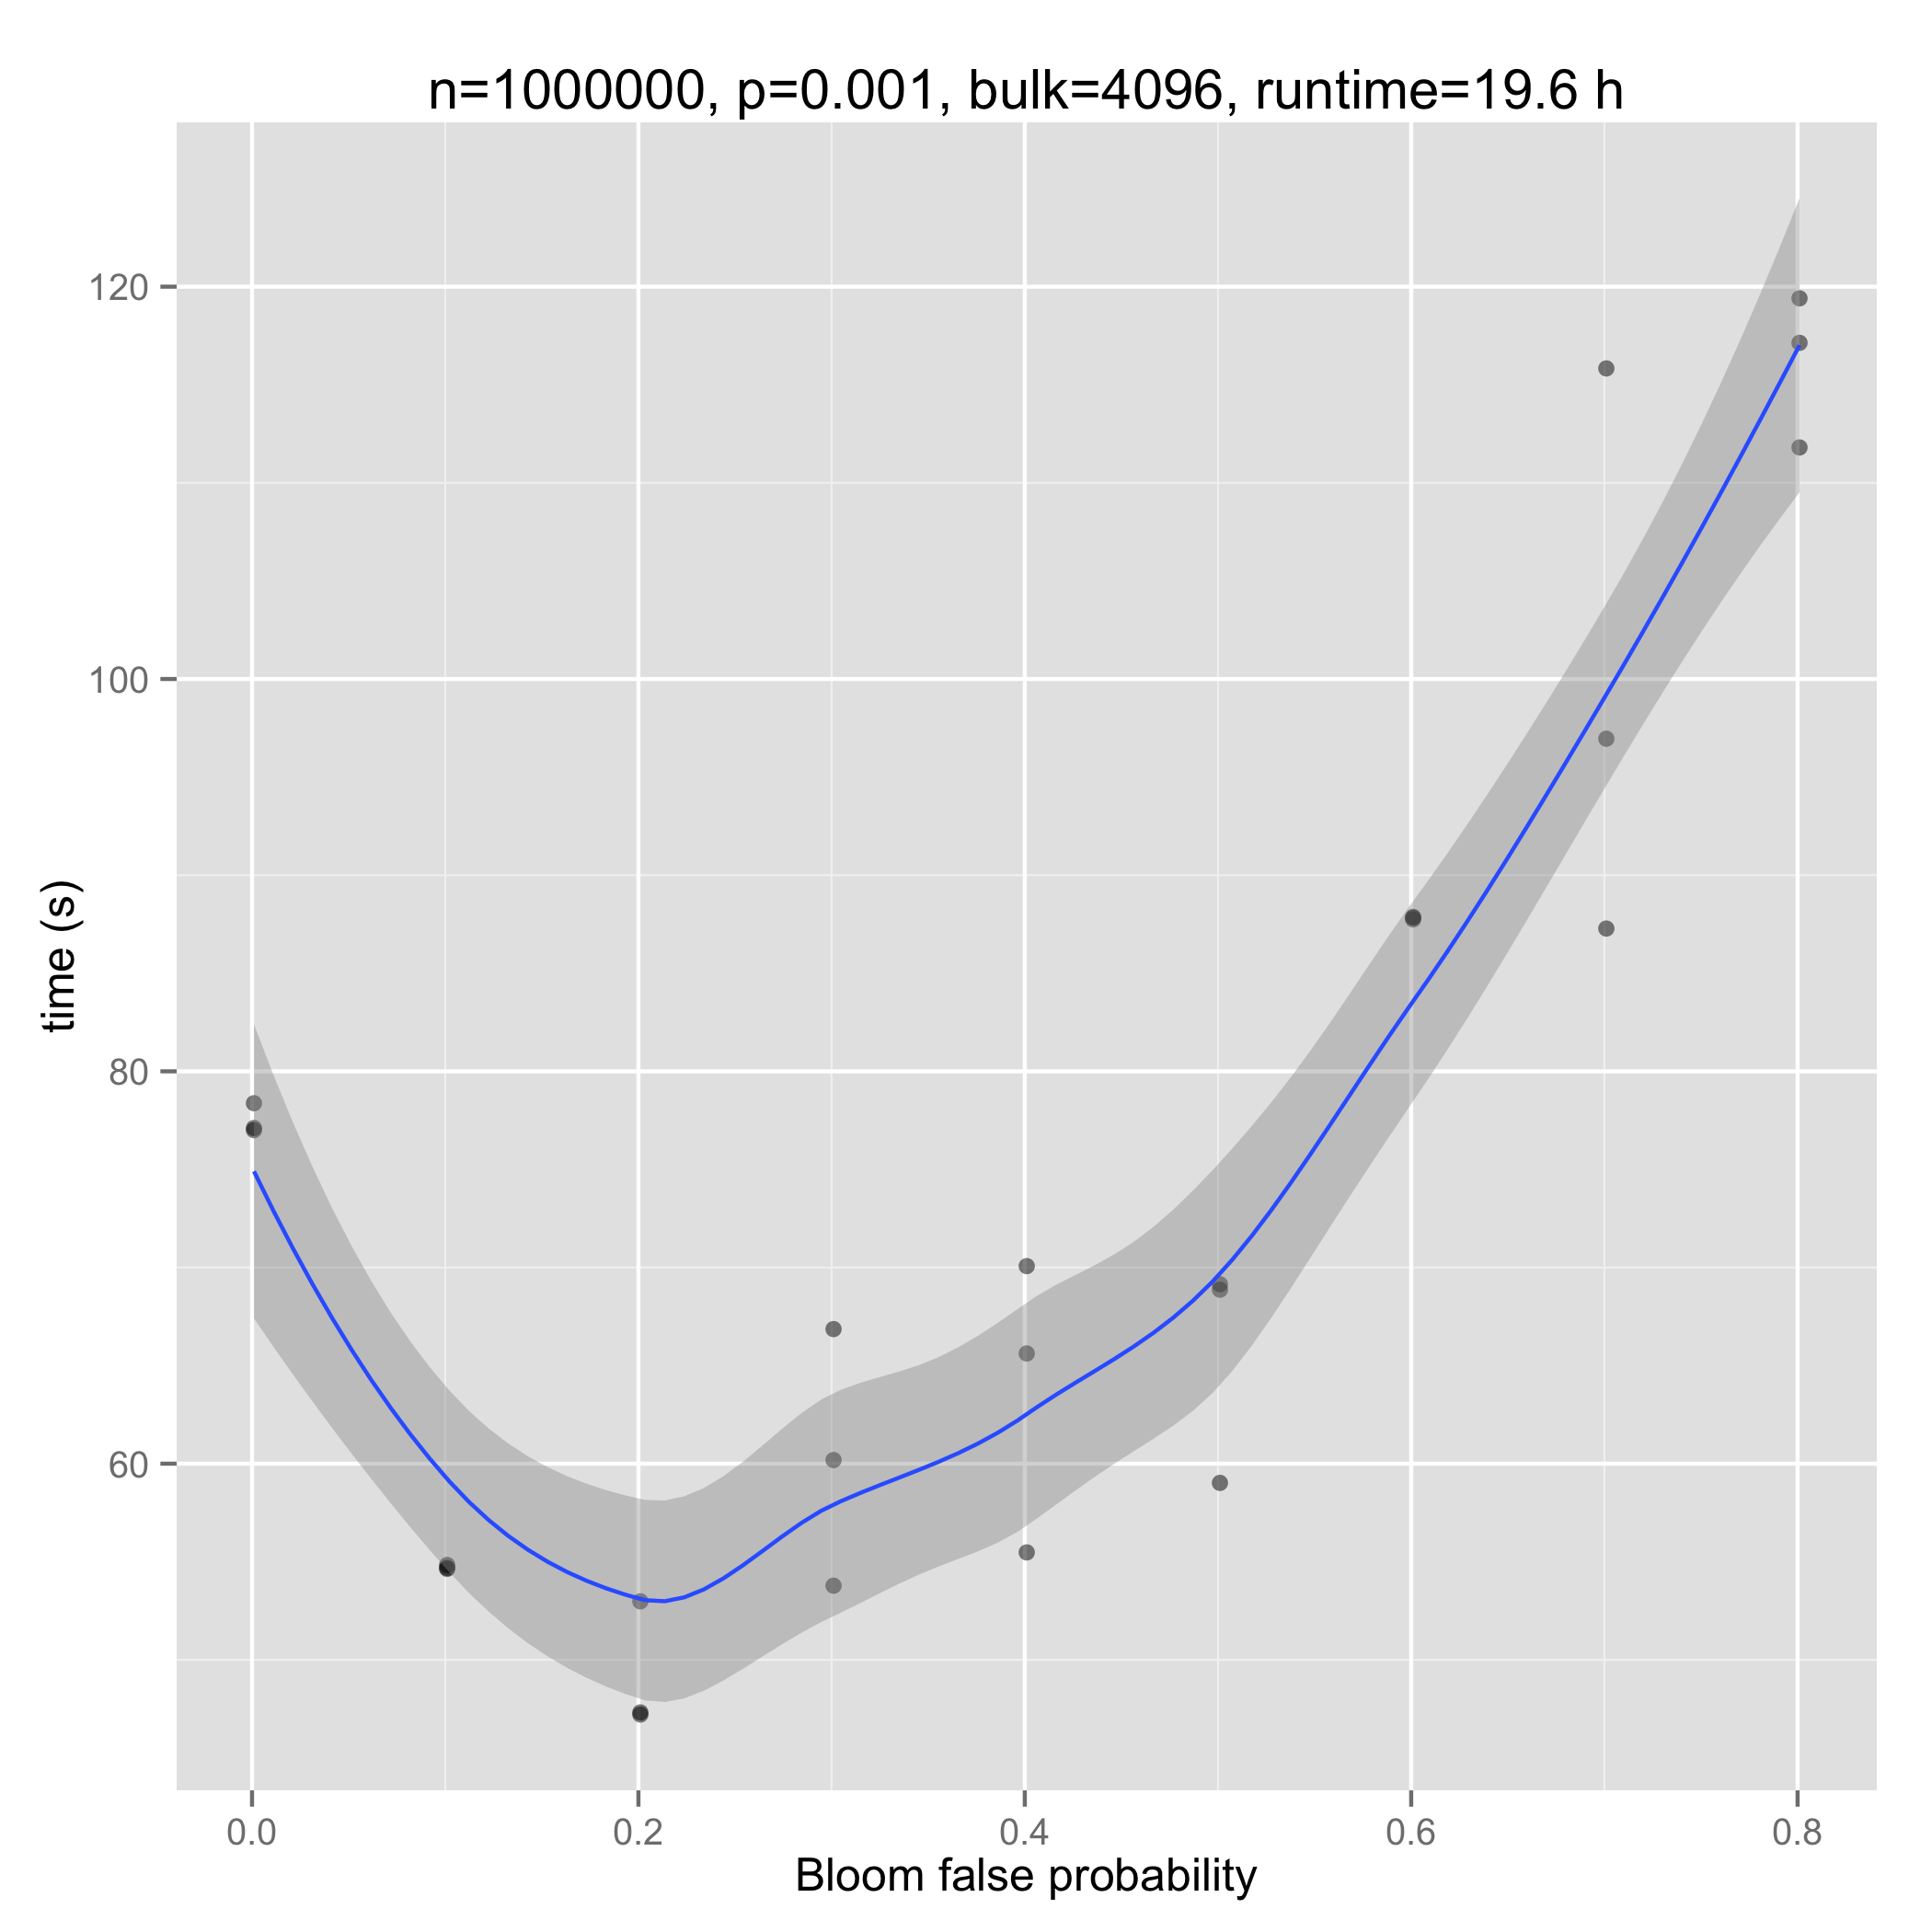 n=1000000, p=0.001, bulk=4096, runtime=19.6 h
120
100
80
60
time (s)
0.0 0.2 0.4 0.6 0.8
Bloom false probability